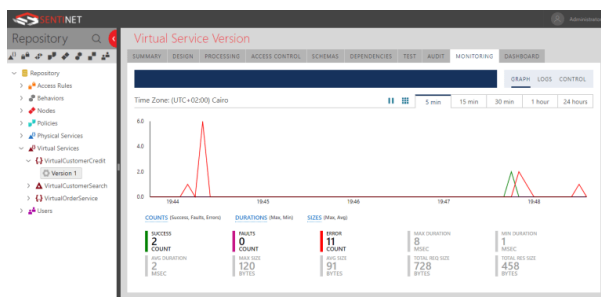 SENTINET
Administrator
Repository
Virtual Service Version
SUMMARY DESIGN PROCESSING ACCESS CONTROL SCHEMAS DEPENDENCIES TEST AUDIT MONITORING DASHBOARD
GRAPH LOGS CONTROL
Time Zone: (UTC+02:00) Cairo
5 min 15 min 30 min 1 hour 24 hours
Repository
Access Rules
Behaviors
Nodes
Policies
Physical Services
Virtual Services
VirtualCustomerCredit
Version 1
VirtualCustomerSearch
VirtualOrderService
Users
6.0
4.0
2.0
0.0
19:44 19:45 19:46 19:47 19:48
COUNTS (Success, Faults, Errors) DURATIONS (Max, Min) SIZES (Max, Avg)
SUCCESS
2
COUNT
FAULTS
0
COUNT
ERROR
11
COUNT
MAX DURATION
8
MSEC
MIN DURATION
1
MSEC
AVG DURATION
2
MSEC
MAX SIZE
120
BYTES
AVG SIZE
91
BYTES
TOTAL REQ SIZE
728
BYTES
TOTAL RES SIZE
458
BYTES